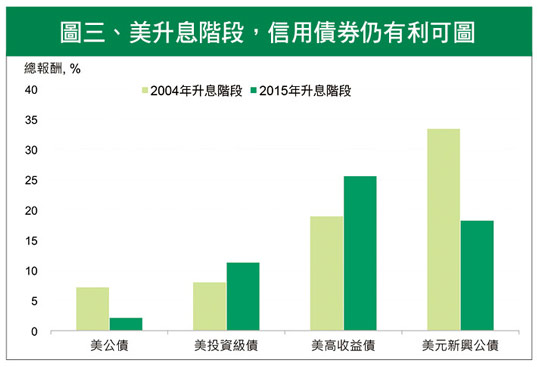 圖三、美升息階段，信用債券仍有利可圖
總報酬, %
2004年升息階段 2015年升息階段
40
35
30
25
20
15
10
5
0
美公債 美投資級債 美高收益債 美元新興公債